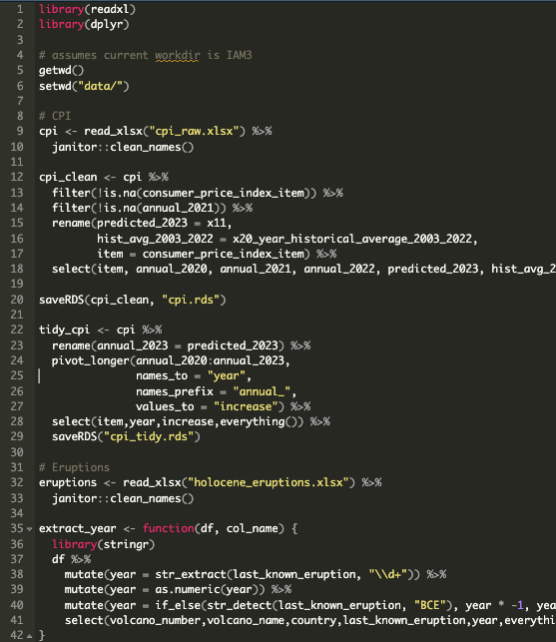 1 library(readxl)
2 library(dplyr)
3
4 # assumes current workdir is IAM3
5 getwd()
6 setwd("data/")
7
8 # CPI
9 cpi <- read_xlsx("cpi_raw.xlsx") %>%
10   janitor::clean_names()
11
12 cpi_clean <- cpi %>%
13   filter(!is.na(consumer_price_index_item)) %>%
14   filter(!is.na(annual_2021)) %>%
15   rename(predicted_2023 = x11,
16          hist_avg_2003_2022 = x20_year_historical_average_2003_2022,
17          item = consumer_price_index_item) %>%
18   select(item, annual_2020, annual_2021, annual_2022, predicted_2023, hist_avg_2
19
20 saveRDS(cpi_clean, "cpi.rds")
21
22 tidy_cpi <- cpi %>%
23   rename(annual_2023 = predicted_2023) %>%
24   pivot_longer(annual_2020:annual_2023,
25                names_to = "year",
26                names_prefix = "annual_",
27                values_to = "increase") %>%
28   select(item,year,increase,everything()) %>%
29   saveRDS("cpi_tidy.rds")
30
31 # Eruptions
32 eruptions <- read_xlsx("holocene_eruptions.xlsx") %>%
33   janitor::clean_names()
34
35 extract_year <- function(df, col_name) {
36   library(stringr)
37   df %>%
38     mutate(year = str_extract(last_known_eruption, "\\d+")) %>%
39     mutate(year = as.numeric(year)) %>%
40     mutate(year = if_else(str_detect(last_known_eruption, "BCE"), year * -1, yea
41     select(volcano_number,volcano_name,country,last_known_eruption,year,everythi
42 }